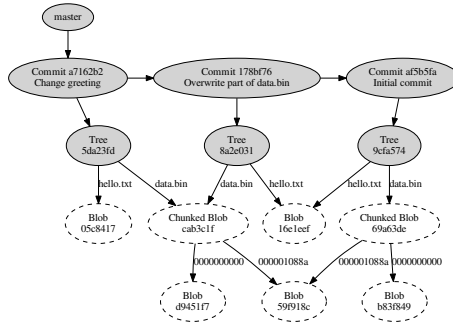 master
Commit a7162b2
Change greeting
Commit 178bf76
Overwrite part of data.bin
Commit af5b5fa
Initial commit
Tree
5da23fd
Tree
8a2e031
Tree
9cfa574
hello.txt
data.bin
data.bin
hello.txt
hello.txt
data.bin
Blob
05c8417
Chunked Blob
cab3c1f
Blob
16e1eef
Chunked Blob
69a63de
0000000000
000001088a
000001088a
0000000000
Blob
d9451f7
Blob
59f918c
Blob
b83f849